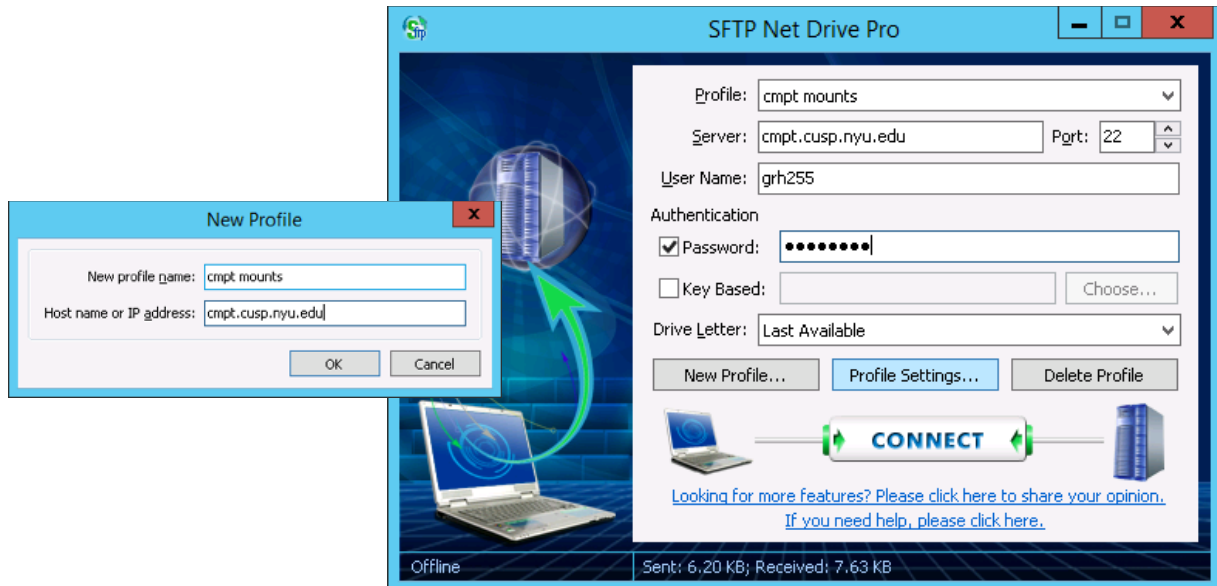 New Profile
x
New profile name: cmpt mounts
Host name or IP address: cmpt.cusp.nyu.edu
OK Cancel
Sftp
SFTP Net Drive Pro
x
Profile: cmpt mounts
Server: cmpt.cusp.nyu.edu Port: 22
User Name: grh255
Authentication
Password: ●●●●●●●●
Key Based: Choose...
Drive Letter: Last Available
New Profile... Profile Settings... Delete Profile
CONNECT
Looking for more features? Please click here to share your opinion.
If you need help, please click here.
Offline Sent: 6.20 KB; Received: 7.63 KB